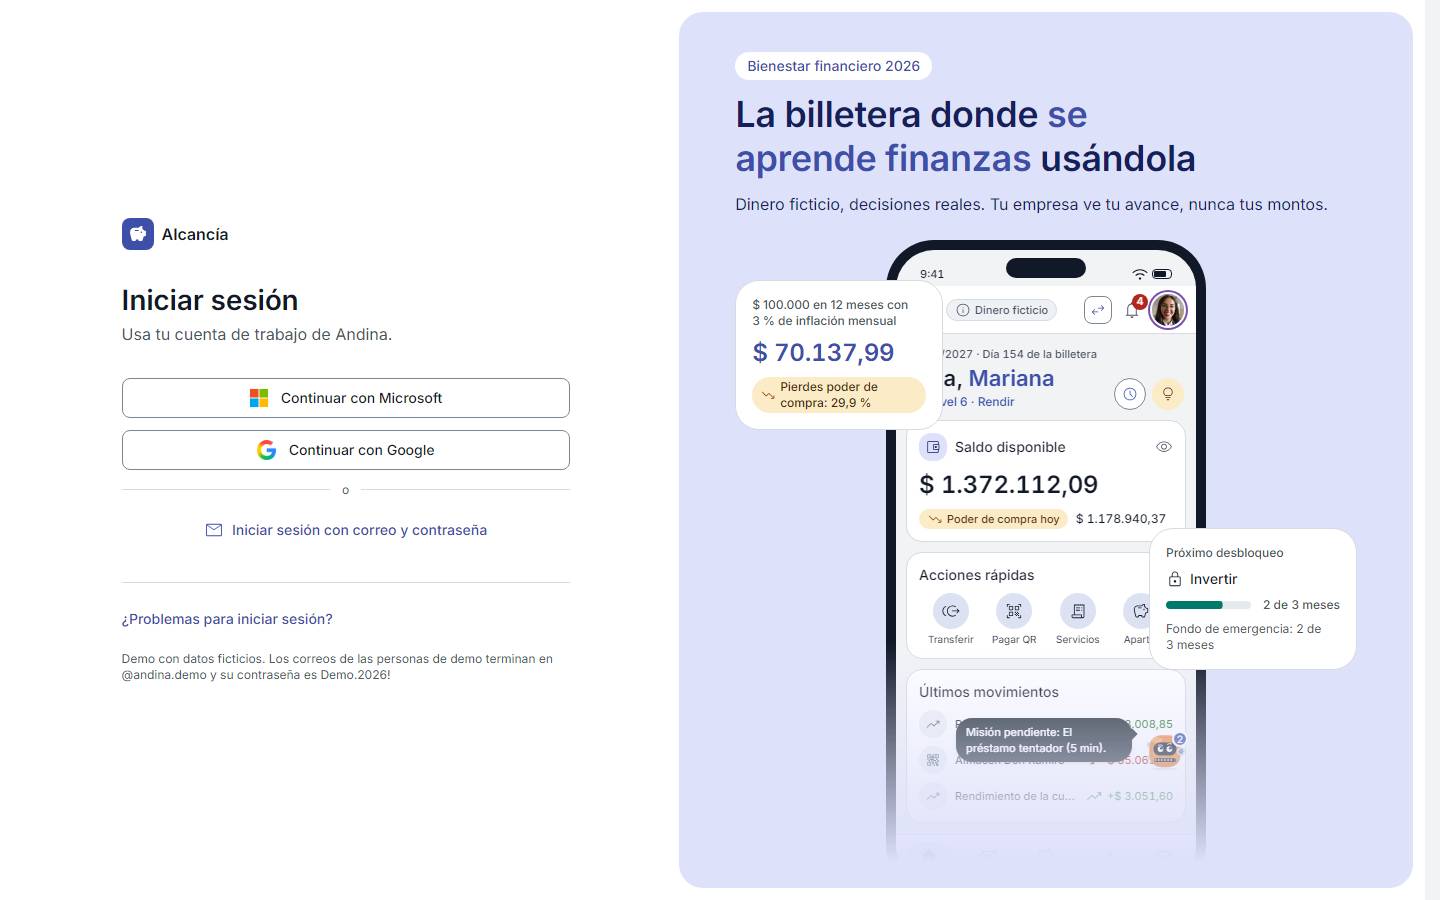 Alcancía
Iniciar sesión
Usa tu cuenta de trabajo de Andina.
Continuar con Microsoft
Continuar con Google
o
Iniciar sesión con correo y contraseña
¿Problemas para iniciar sesión?
Demo con datos ficticios. Los correos de las personas de demo terminan en
@andina.demo y su contraseña es Demo.2026!
Bienestar financiero 2026
La billetera donde se
aprende finanzas usándola
Dinero ficticio, decisiones reales. Tu empresa ve tu avance, nunca tus montos.
9:41
$ 100.000 en 12 meses con
3 % de inflación mensual
$ 70.137,99
Pierdes poder de
compra: 29,9 %
Dinero ficticio
4
/2027 · Día 154 de la billetera
a, Mariana
vel 6 · Rendir
Saldo disponible
$ 1.372.112,09
Poder de compra hoy
$ 1.178.940,37
Próximo desbloqueo
Invertir
2 de 3 meses
Fondo de emergencia: 2 de
3 meses
Acciones rápidas
Transferir
Pagar QR
Servicios
Apart
Últimos movimientos
.008,85
Misión pendiente: El
préstamo tentador (5 min).
2
Rendimiento de la cu...
+$ 3.051,60